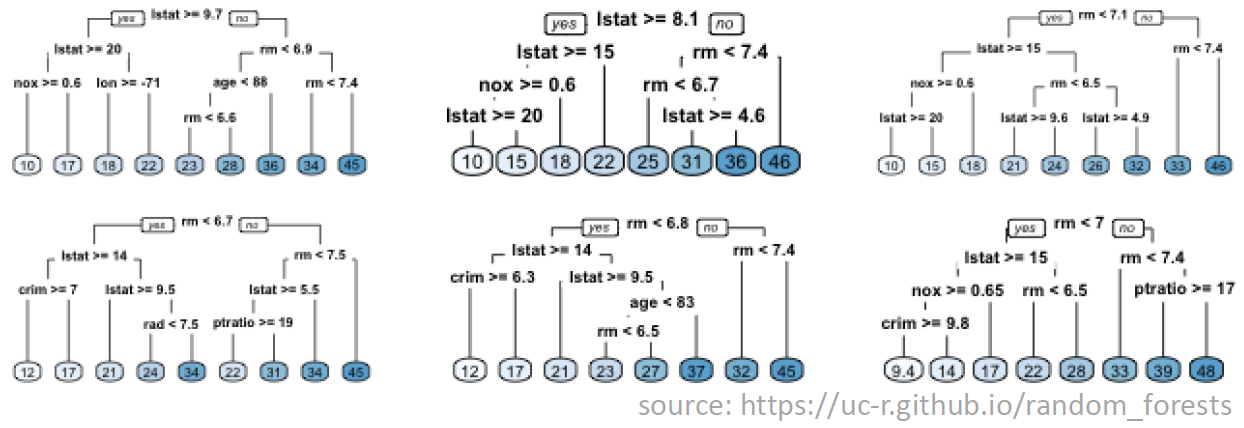 yes lstat >= 9.7 no
lstat >= 20 rm < 6.9
nox >= 0.6 lon >= -71 age < 88 rm < 7.4
rm < 6.6
10 17 18 22 23 28 36 34 45
yes lstat >= 8.1 no
lstat >= 15 rm < 7.4
nox >= 0.6 rm < 6.7
lstat >= 20 lstat >= 4.6
10 15 18 22 25 31 36 46
yes rm < 7.1 no
lstat >= 15 rm < 7.4
nox >= 0.6 rm < 6.5
lstat >= 20 lstat >= 9.6 lstat >= 4.9
10 15 18 21 24 26 32 33 46
yes rm < 6.7 no
lstat >= 14 rm < 7.5
crim >= 7 lstat >= 9.5 lstat >= 5.5
rad < 7.5 ptratio >= 19
12 17 21 24 34 22 31 34 45
yes rm < 6.8 no
lstat >= 14 rm < 7.4
crim >= 6.3 lstat >= 9.5
age < 83
rm < 6.5
12 17 21 23 27 37 32 45
yes rm < 7 no
lstat >= 15 rm < 7.4
nox >= 0.65 rm < 6.5 ptratio >= 17
crim >= 9.8
9.4 14 17 22 28 33 39 48
source: https://uc-r.github.io/random_forests